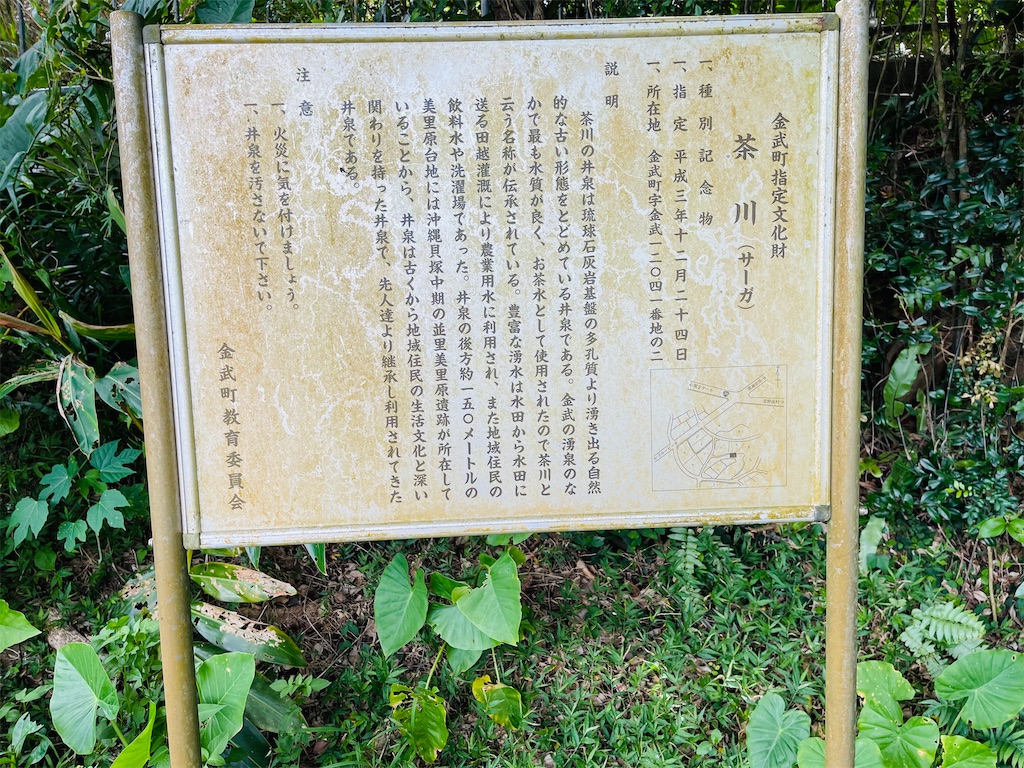 金武町指定文化財
茶川（サーガ）
一、種別 記念物
一、指定 平成三年十二月二十四日
一、所在地 金武町字金武一二〇四一番地の二
説明
茶川の井泉は琉球石灰岩基盤の多孔質より湧き出る自然
的な古い形態をとどめている井泉である。金武の湧泉のな
かで最も水質が良く、お茶水として使用されたので茶川と
云う名称が伝承されている。豊富な湧水は水田から水田に
送る田越灌漑により農業用水に利用され、また地域住民の
飲料水や洗濯場であった。井泉の後方約一五〇メートルの
美里原台地には沖縄貝塚中期の並里美里原遺跡が所在して
いることから、井泉は古くから地域住民の生活文化と深い
関わりを持った井泉で、先人達より継承し利用されてきた
井泉である。
注意
一、火災に気を付けましょう。
一、井泉を汚さないで下さい。
金武町教育委員会